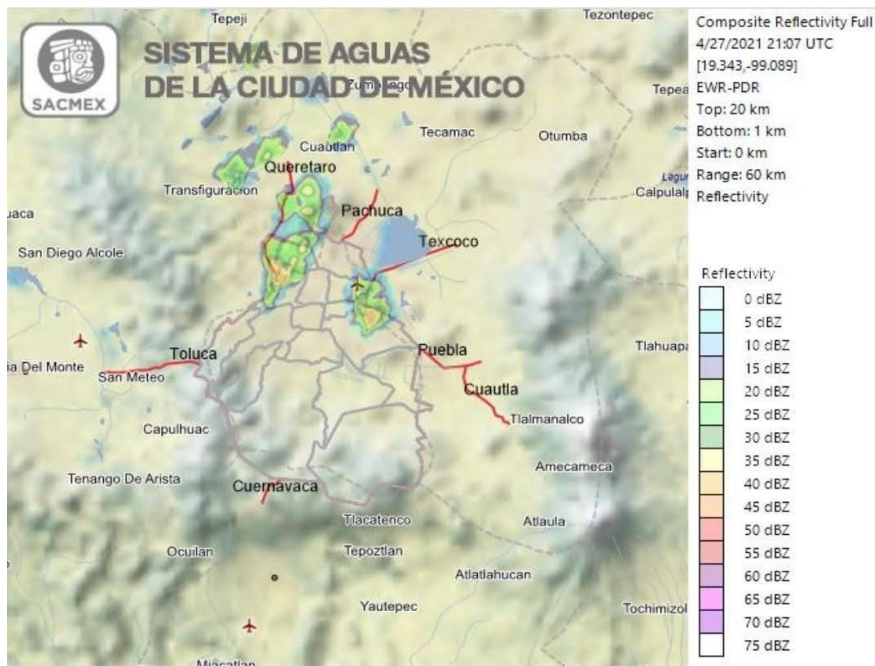 Tepeji
Tezontepec
SACMEX
SISTEMA DE AGUAS
DE LA CIUDAD DE MÉXICO
Tecamac
Otumba
Cuautlan
Queretaro
Transfiguracion
Calpulalp
Pachuca
San Diego Alcole
Texcoco
Toluca
Puebla
Tlahuapa
ia Del Monte
San Meteo
Cuautla
Tlalmanalco
Capulhuac
Amecameca
Tenango De Arista
Cuernavaca
Tlacatenco
Atlaula
Ocuilan
Tepoztlan
Atlatlahucan
Yautepec
Tochimizol
Miacatlan
Composite Reflectivity Full
4/27/2021 21:07 UTC
[19.343,-99.089]
EWR-PDR
Top: 20 km
Bottom: 1 km
Start: 0 km
Range: 60 km
Reflectivity
Reflectivity
0 dBZ
5 dBZ
10 dBZ
15 dBZ
20 dBZ
25 dBZ
30 dBZ
35 dBZ
40 dBZ
45 dBZ
50 dBZ
55 dBZ
60 dBZ
65 dBZ
70 dBZ
75 dBZ